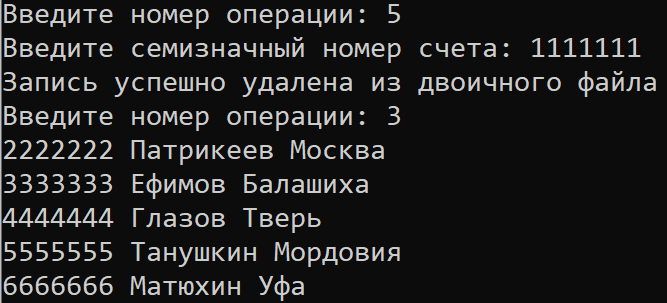 Введите номер операции: 5
Введите семизначный номер счета: 1111111
Запись успешно удалена из двоичного файла
Введите номер операции: 3
2222222 Патрикеев Москва
3333333 Ефимов Балашиха
4444444 Глазов Тверь
5555555 Танушкин Мордовия
6666666 Матюхин Уфа